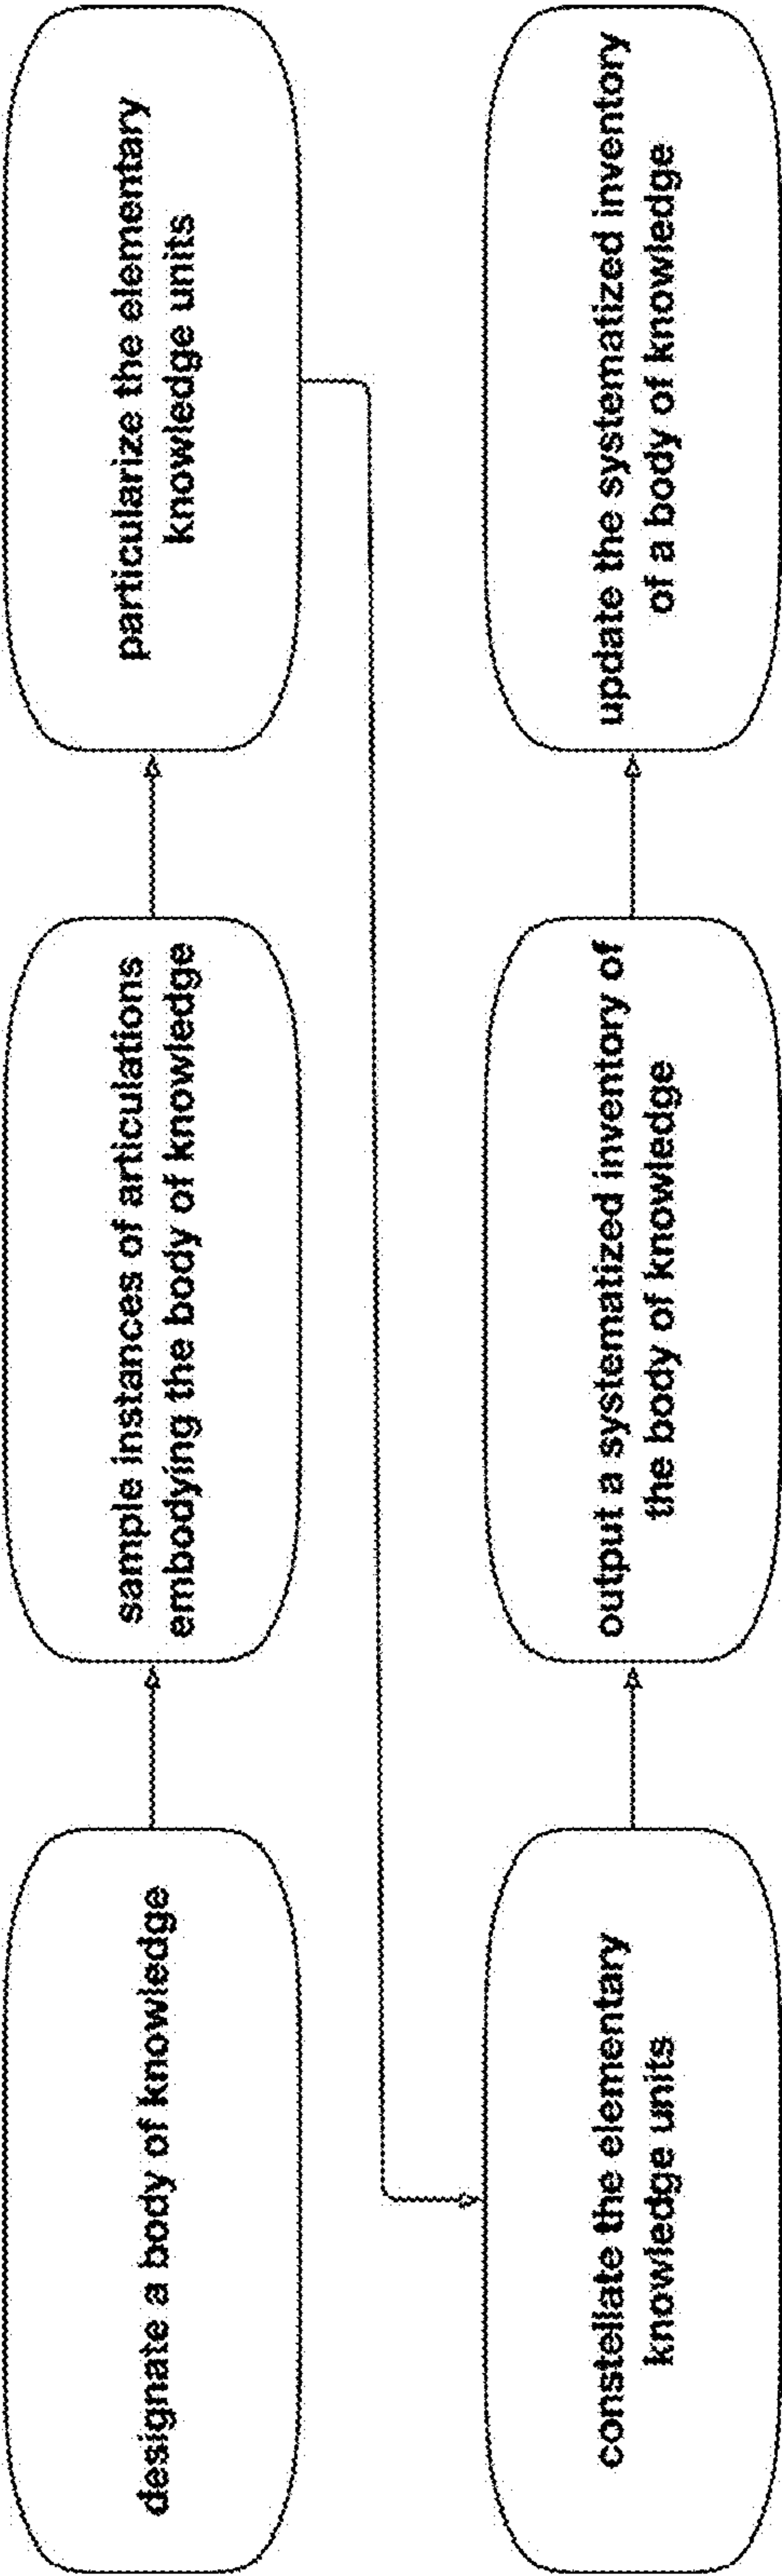 designate a body of knowledge
sample instances of articulations
embodying the body of knowledge
particularize the elementary
knowledge units
constellate the elementary
knowledge units
output a systematized inventory of
the body of knowledge
update the systematized inventory
of a body of knowledge